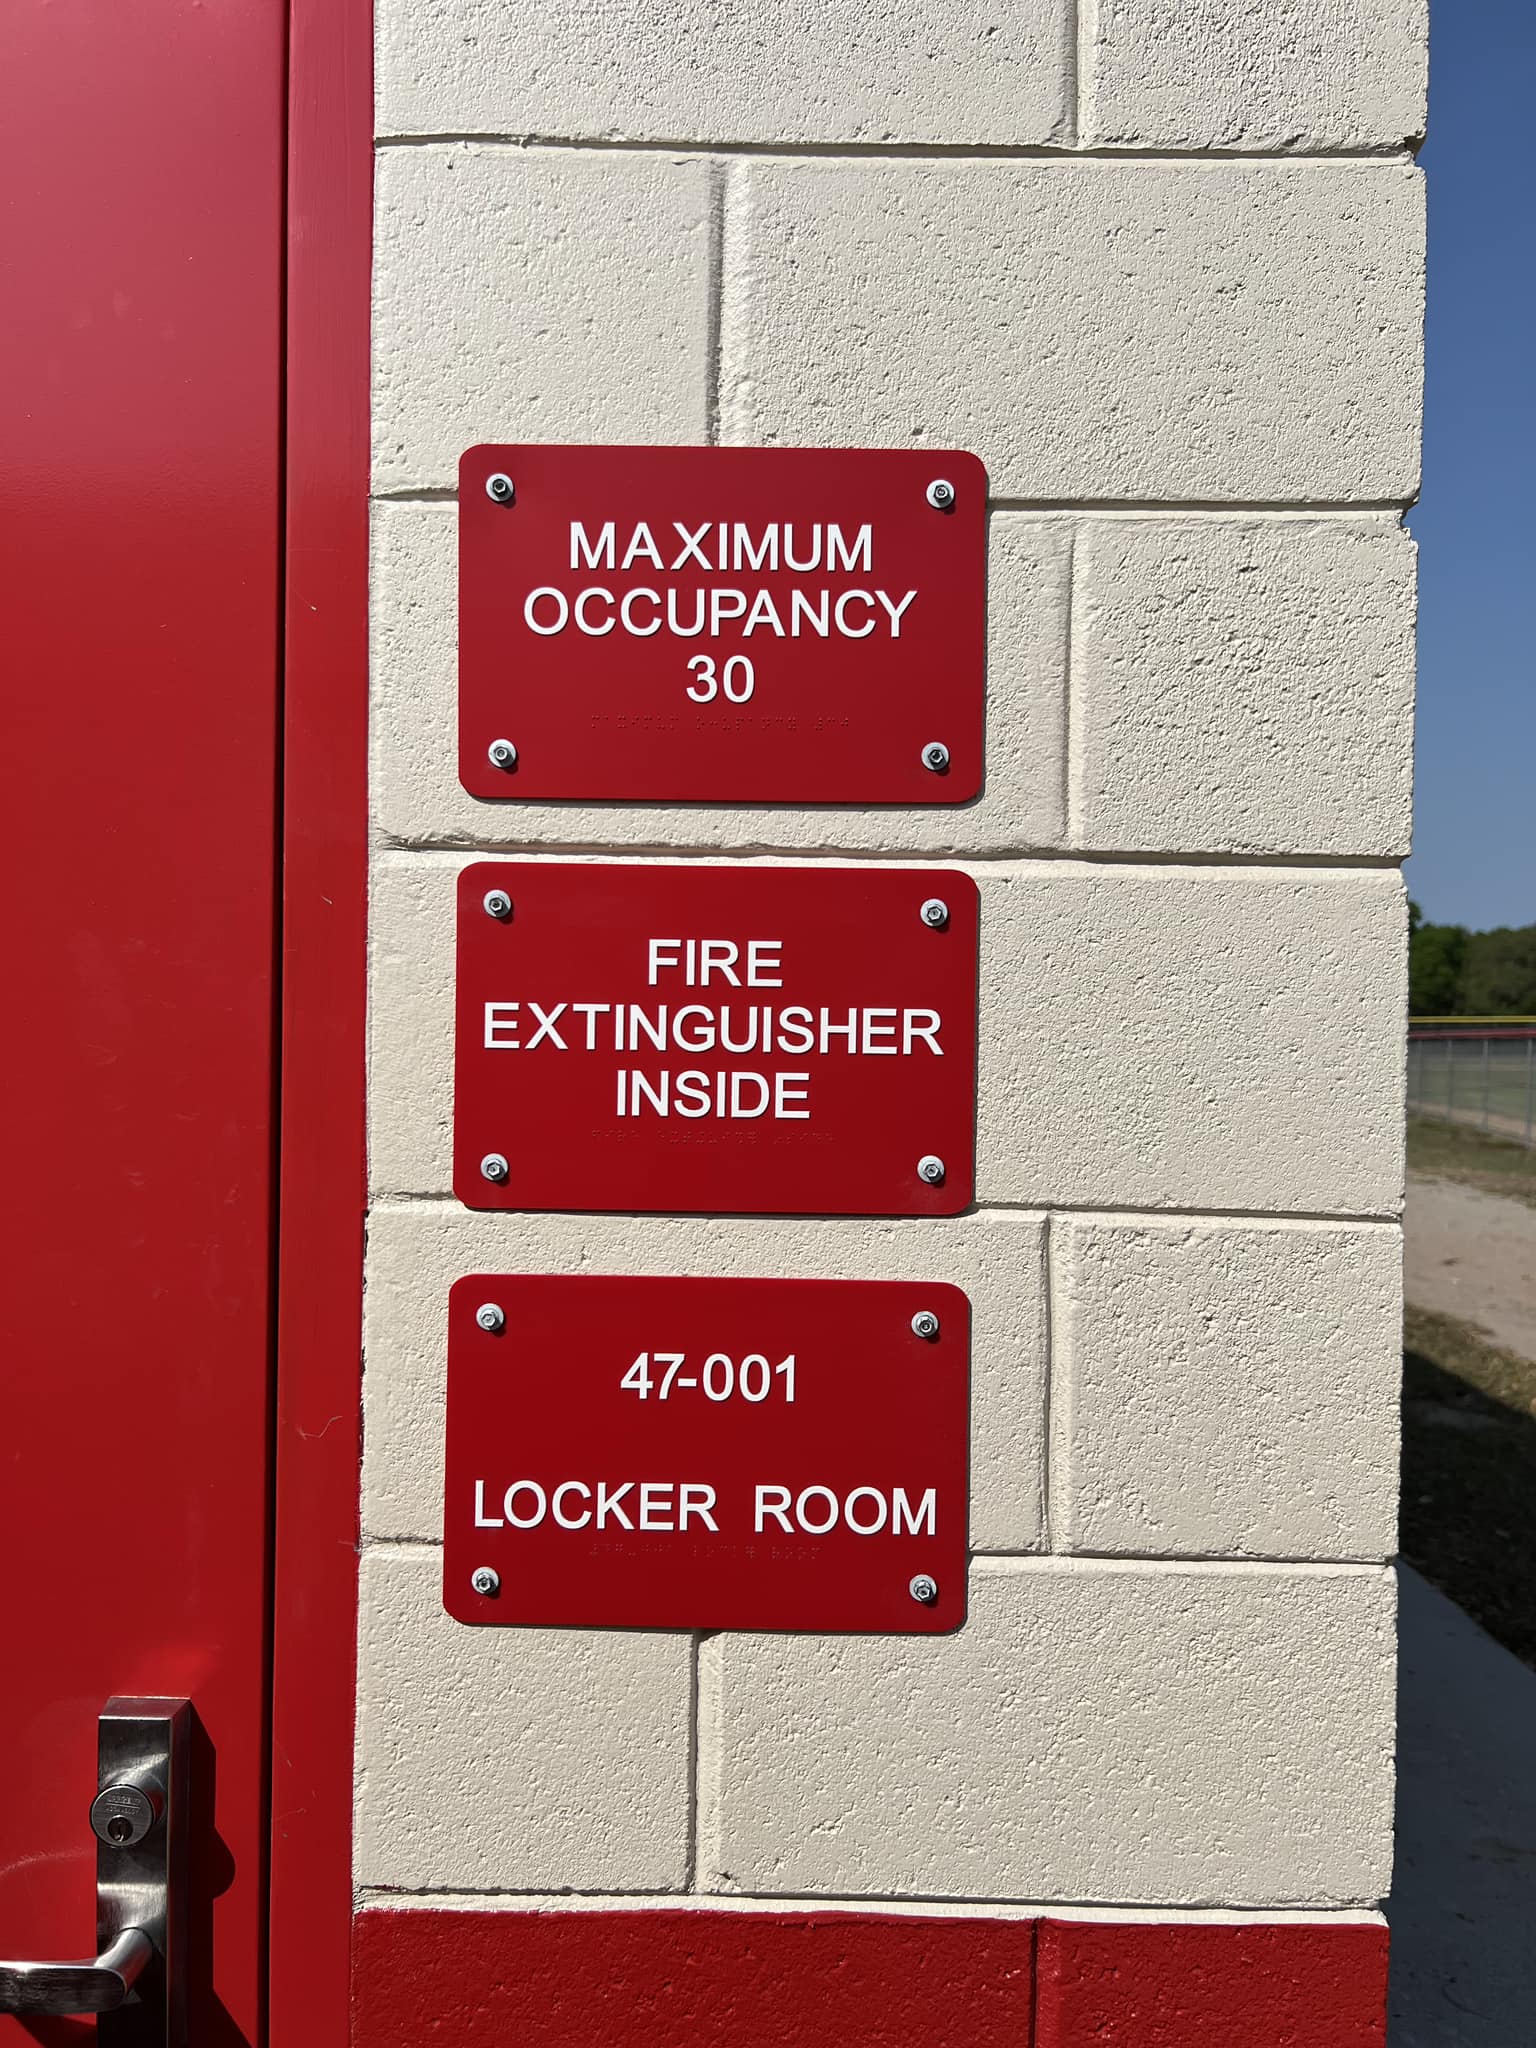 MAXIMUM
OCCUPANCY
30
FIRE
EXTINGUISHER
INSIDE
47-001
LOCKER ROOM